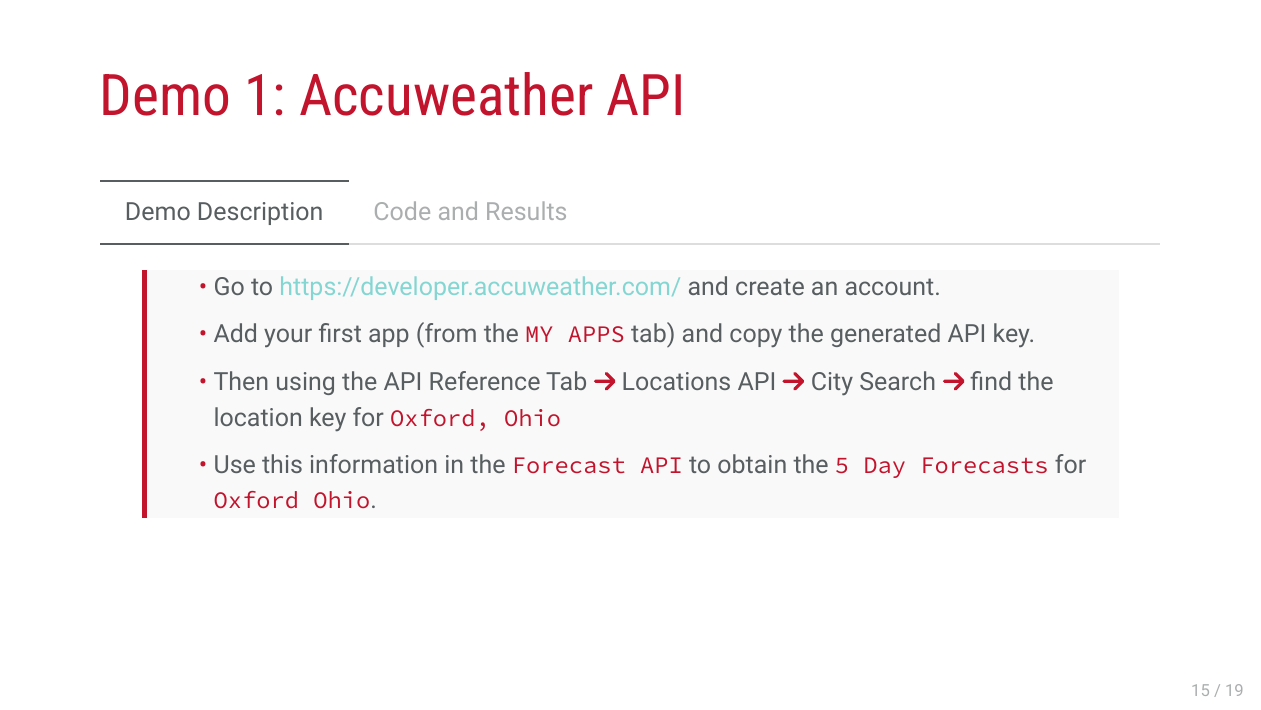 Demo 1: Accuweather API
Demo Description
Code and Results
• Go to https://developer.accuweather.com/ and create an account.
• Add your first app (from the MY APPS tab) and copy the generated API key.
• Then using the API Reference Tab → Locations API → City Search → find the
location key for Oxford, Ohio
• Use this information in the Forecast API to obtain the 5 Day Forecasts for
Oxford Ohio.
15 / 19